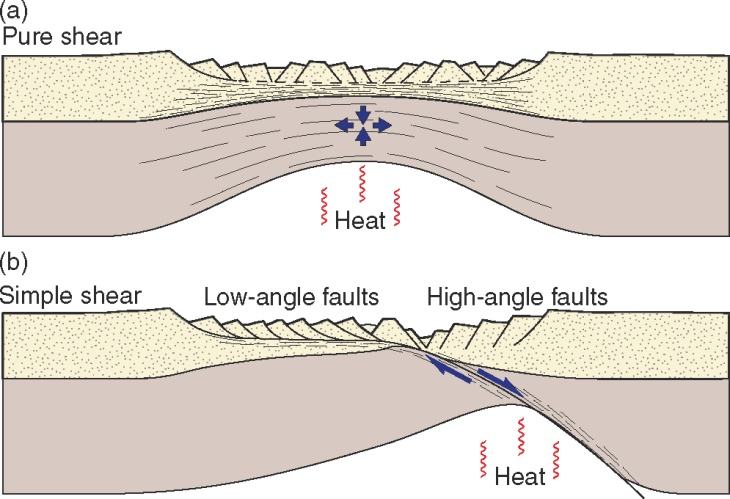 (a)
Pure shear
Heat
(b)
Simple shear
Low-angle faults
High-angle faults
Heat